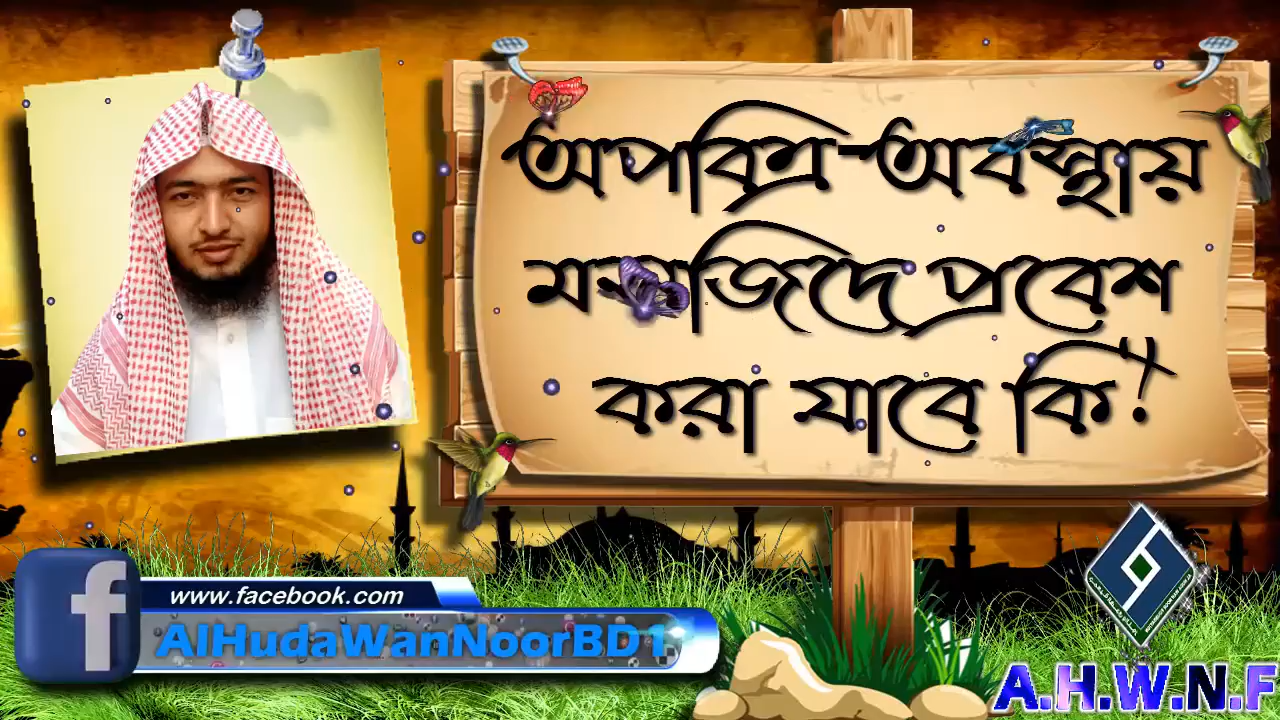 অপবিত্র অবস্থায়
মসজিদে প্রবেশ
করা যাবে কি?
www.facebook.com
AlHudaWanNoorBD1
A.H.W.N.F